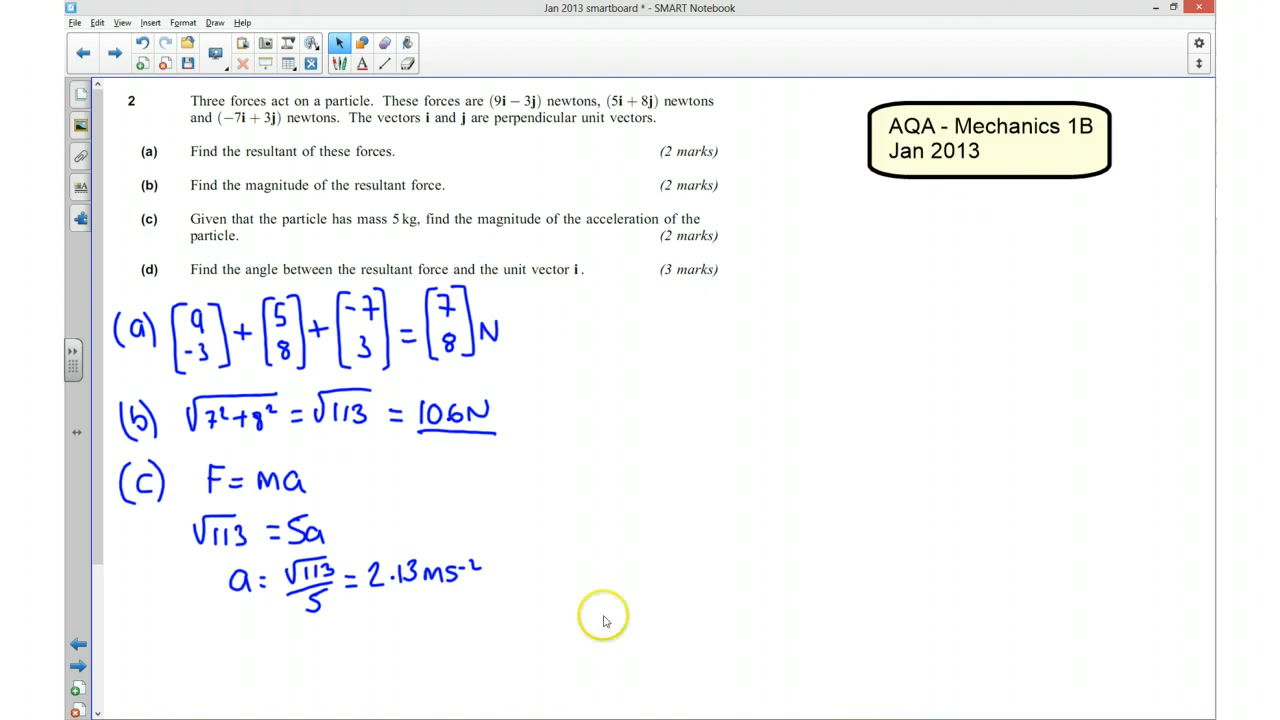 Jan 2013 smartboard * - SMART Notebook
File Edit View Insert Format Draw Help
2 Three forces act on a particle. These forces are (9i − 3j) newtons, (5i + 8j) newtons
and (−7i + 3j) newtons. The vectors i and j are perpendicular unit vectors.
(a) Find the resultant of these forces. (2 marks)
(b) Find the magnitude of the resultant force. (2 marks)
(c) Given that the particle has mass 5 kg, find the magnitude of the acceleration of the
particle. (2 marks)
(d) Find the angle between the resultant force and the unit vector i . (3 marks)
AQA - Mechanics 1B
Jan 2013
(a) [9 -3] + [5 8] + [-7 3] = [7 8] N
(b) √7²+8² = √113 = 10.6N
(c) F = ma
√113 = 5a
a = √113/5 = 2.13ms⁻²